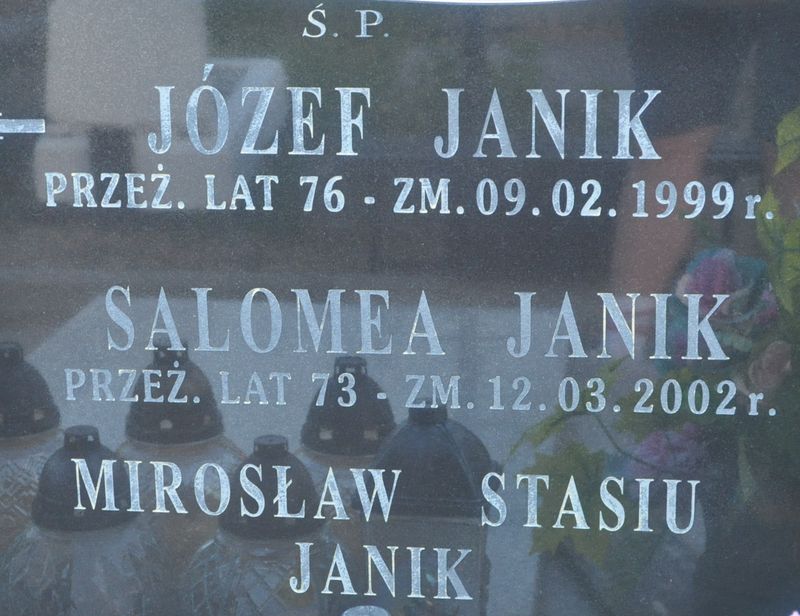 Ś. P.
JÓZEF JANIK
PRZEŻ. LAT 76 - ZM. 09.02.1999 r.
SALOMEA JANIK
PRZEŻ. LAT 73 - ZM. 12.03.2002 r.
MIROSŁAW STASIU
JANIK